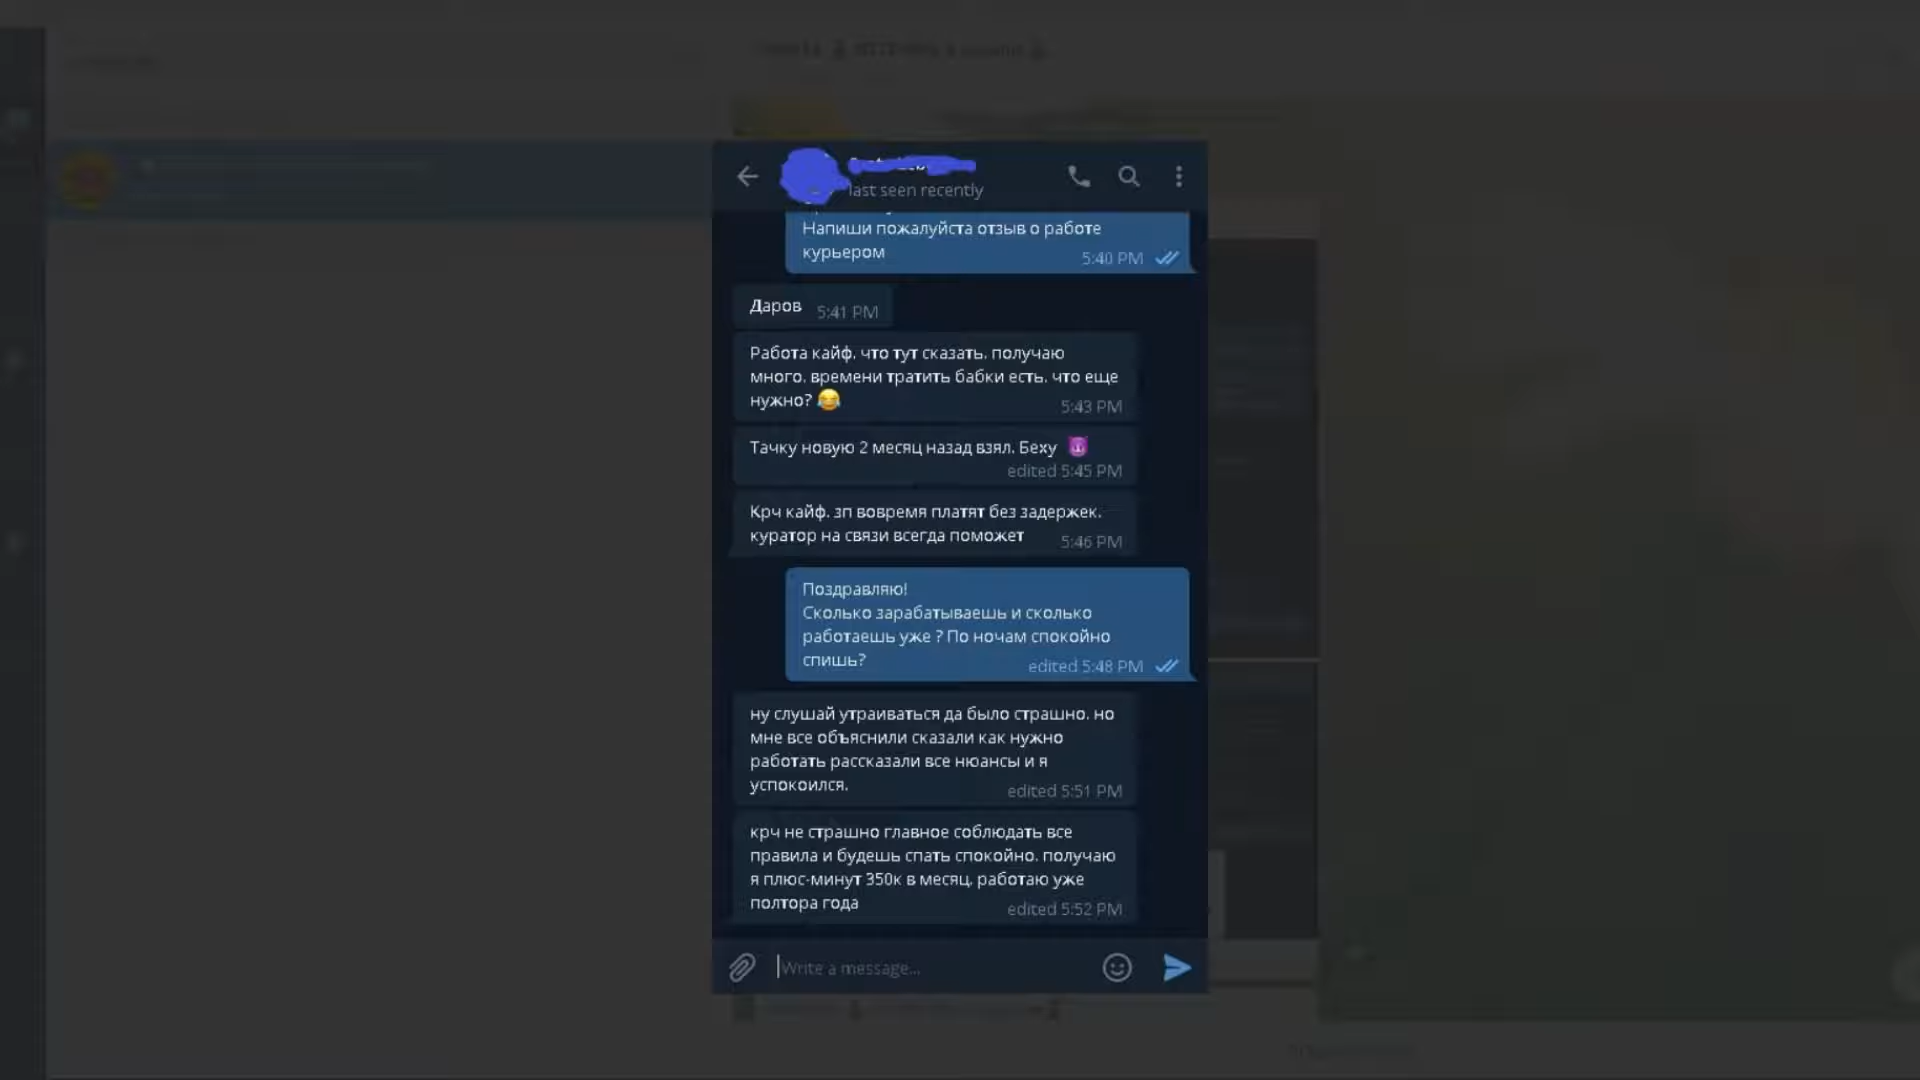 last seen recently
Напиши пожалуйста отзыв о работе
курьером
5:40 PM
Даров
5:41 PM
Работа кайф. что тут сказать. получаю
много. времени тратить бабки есть. что еще
нужно? 😂
5:43 PM
Тачку новую 2 месяц назад взял. Беху 😈
edited 5:45 PM
Крч кайф. зп вовремя платят без задержек.
куратор на связи всегда поможет
5:46 PM
Поздравляю!
Сколько зарабатываешь и сколько
работаешь уже ? По ночам спокойно
спишь?
edited 5:48 PM
ну слушай утраиваться да было страшно. но
мне все объяснили сказали как нужно
работать рассказали все нюансы и я
успокоился.
edited 5:51 PM
крч не страшно главное соблюдать все
правила и будешь спать спокойно. получаю
я плюс-минут 350к в месяц. работаю уже
полтора года
edited 5:52 PM
Write a message...